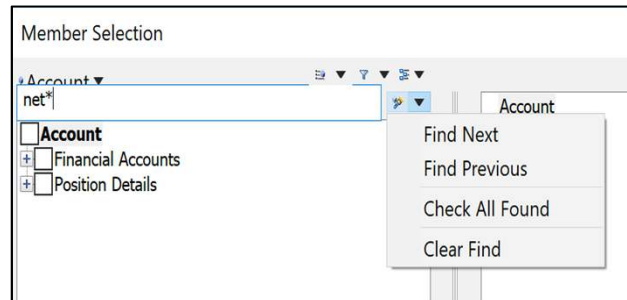 Member Selection
Account
net*
Account
Account
Find Next
Financial Accounts
Find Previous
Position Details
Check All Found
Clear Find